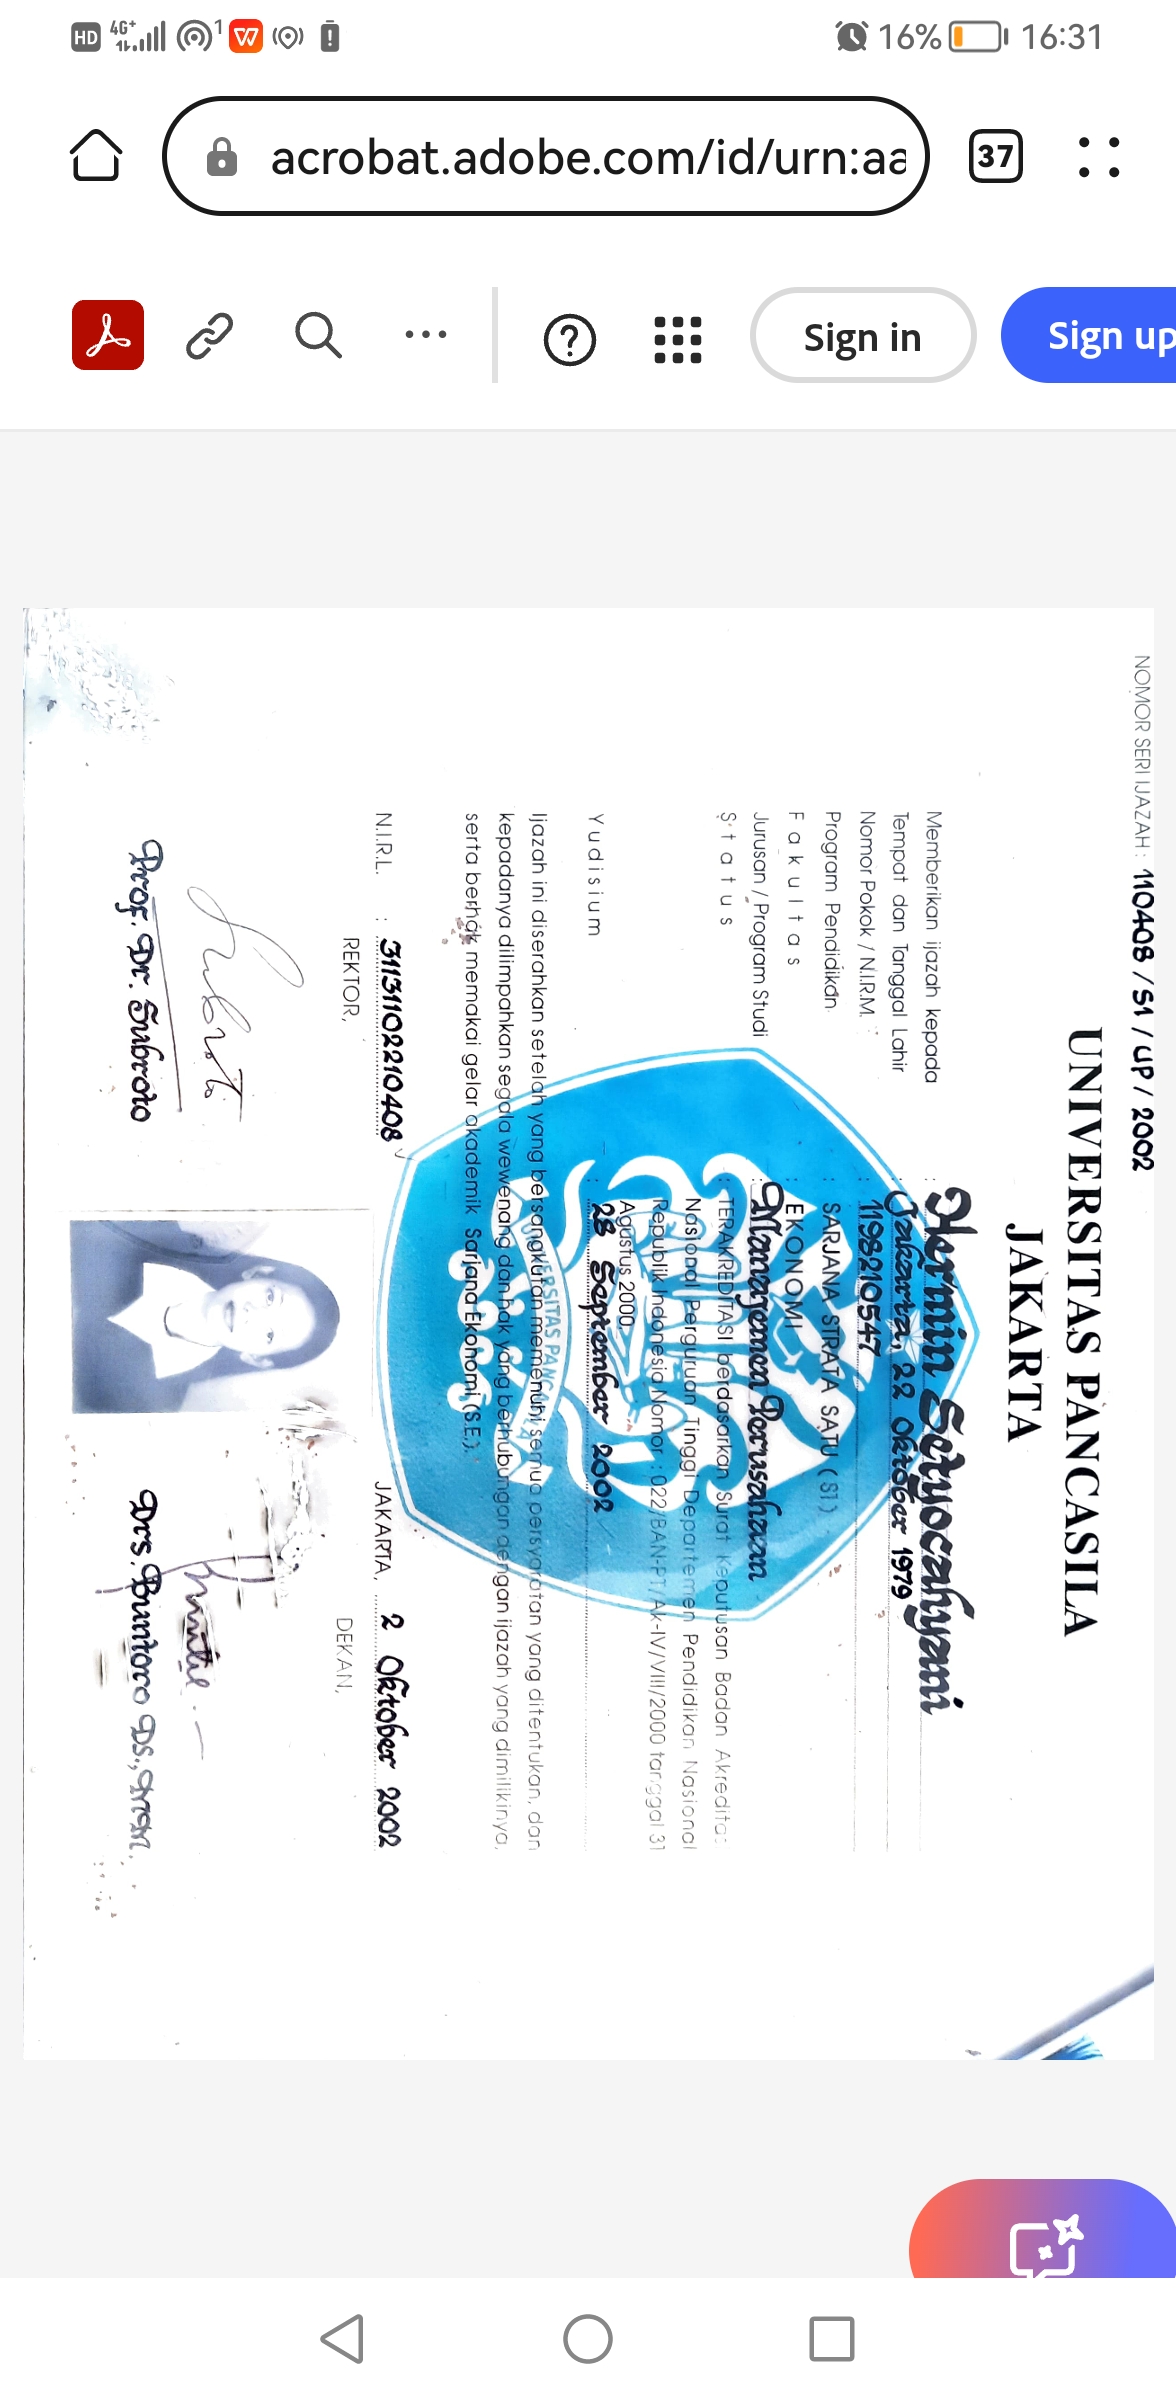 HD 4G+ 1 W 16% 16:31
acrobat.adobe.com/id/urn:aa 37
Sign in Sign up
NOMOR SERI IJAZAH : 110408 / S1 / UP / 2002
UNIVERSITAS PANCASILA
JAKARTA
Memberikan ijazah kepada : Hermin Setyocahyani
Tempat dan Tanggal Lahir : Jakarta, 22 Oktober 1979
Nomor Pokok / N.I.R.M. : 1198210547
Program Pendidikan : SARJANA STRATA SATU (S1)
Fakultas : EKONOMI
Jurusan / Program Studi : Manajemen Perusahaan
Status : TERAKREDITASI berdasarkan Surat Keputusan Badan Akredita
Nasional Perguruan Tinggi Departemen Pendidikan Nasional
Republik Indonesia Nomor : 022/BAN-PT/Ak-IV/VIII/2000 tanggal 31
Agustus 2000.
Yudisium : 28 September 2002
Ijazah ini diserahkan setelah yang bersangkutan memenuhi semua persyaratan yang ditentukan, dan
kepadanya dilimpahkan segala wewenang dan hak yang berhubungan dengan ijazah yang dimilikinya,
serta berhak memakai gelar akademik Sarjana Ekonomi (S.E.).
UNIVERSITAS PANCASILA
N.I.R.L. : 31131102210408
JAKARTA, 2 Oktober 2002
REKTOR,
DEKAN,
Prof. Dr. Subroto
Drs. Buntoro DS., MM.